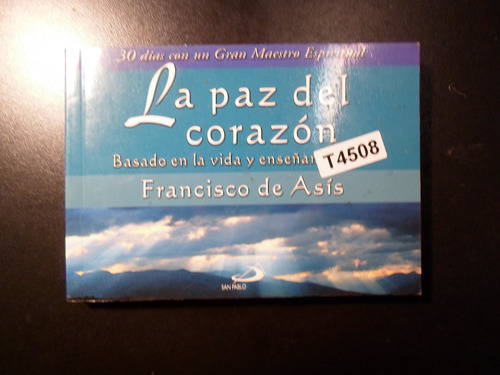 30 días con un Gran Maestro Espiritual
La paz del
corazón
Basado en la vida y enseñan
T4508
Francisco de Asís
SAN PABLO